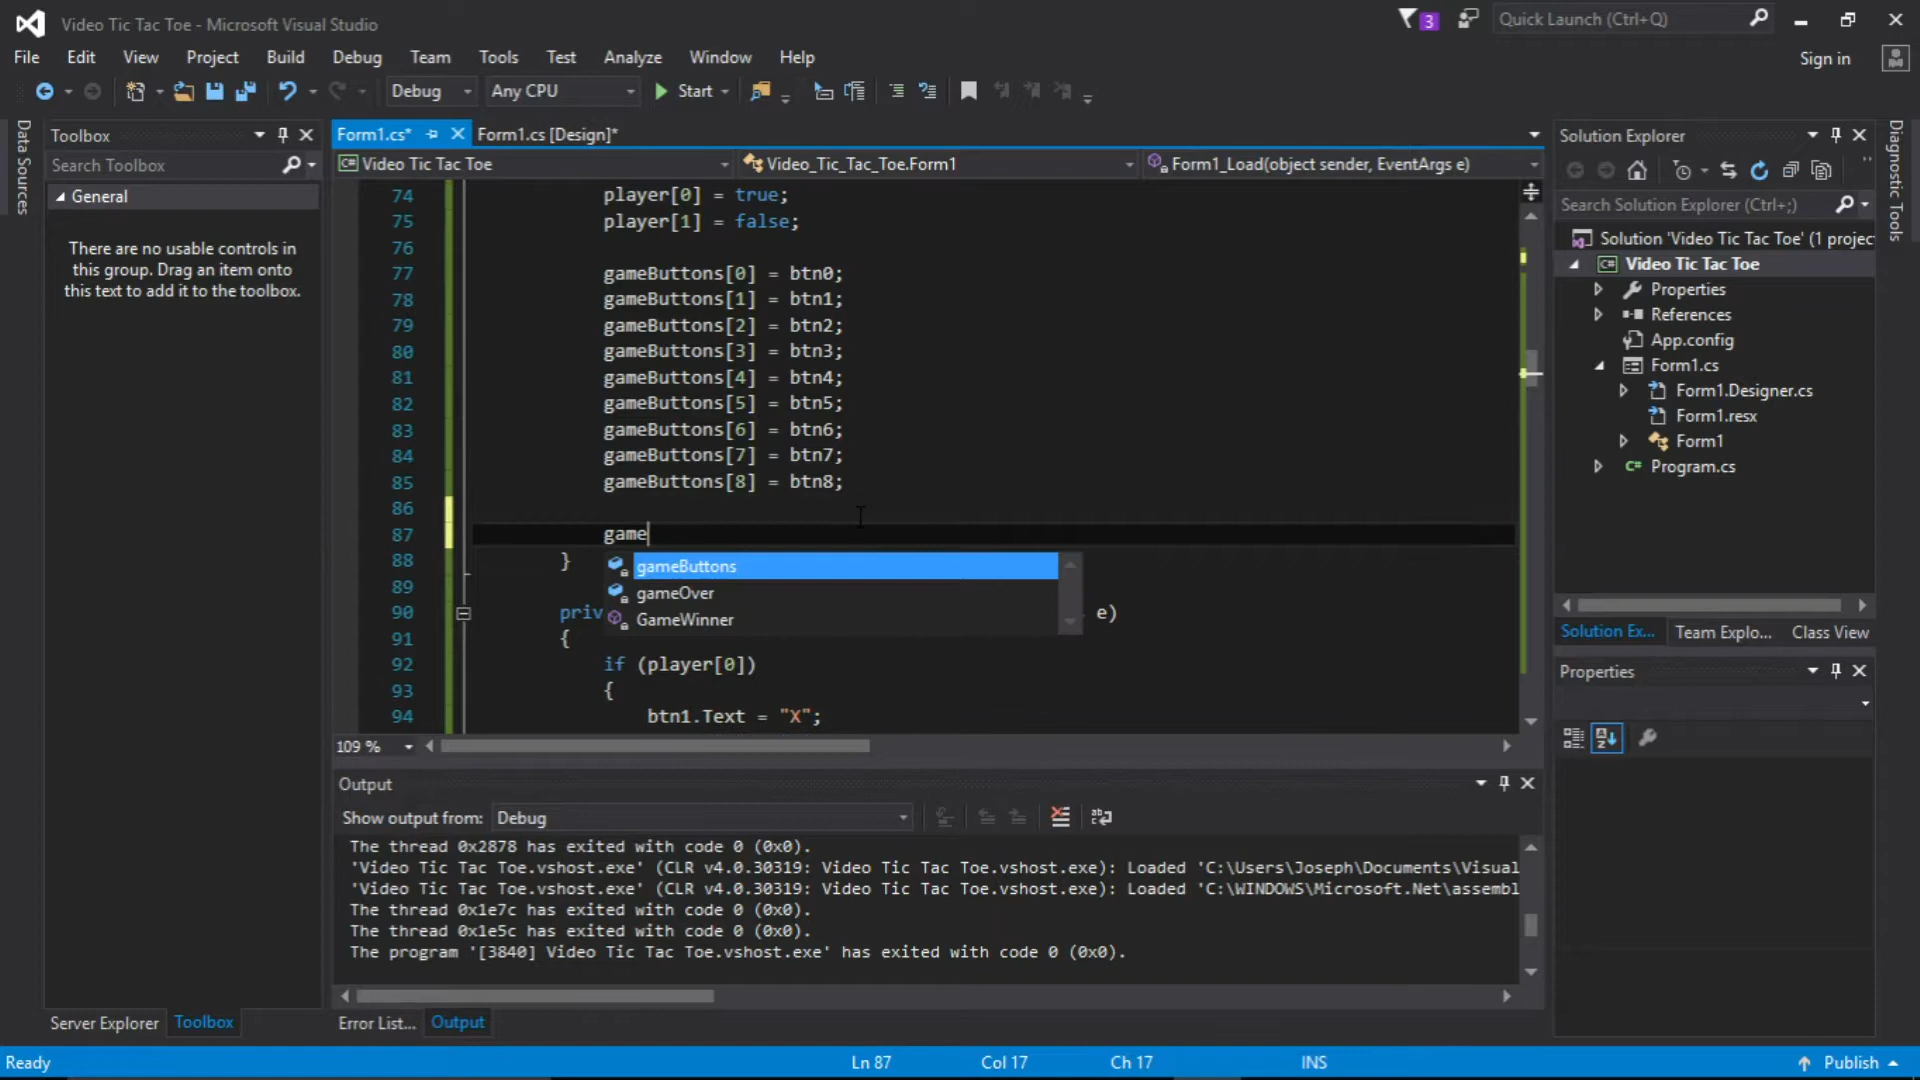 Video Tic Tac Toe - Microsoft Visual Studio
3
Quick Launch (Ctrl+Q)
File Edit View Project Build Debug Team Tools Test Analyze Window Help
Sign in
Debug
Any CPU
Start
Data Sources
Toolbox
Search Toolbox
General
There are no usable controls in
this group. Drag an item onto
this text to add it to the toolbox.
Form1.cs*
Form1.cs [Design]*
Video Tic Tac Toe
Video_Tic_Tac_Toe.Form1
Form1_Load(object sender, EventArgs e)
74 player[0] = true;
75 player[1] = false;
76
77 gameButtons[0] = btn0;
78 gameButtons[1] = btn1;
79 gameButtons[2] = btn2;
80 gameButtons[3] = btn3;
81 gameButtons[4] = btn4;
82 gameButtons[5] = btn5;
83 gameButtons[6] = btn6;
84 gameButtons[7] = btn7;
85 gameButtons[8] = btn8;
86
87 game
88 }
89
90 priv e)
91 {
92 if (player[0])
93 {
94 btn1.Text = "X";
gameButtons
gameOver
GameWinner
109 %
Output
Show output from: Debug
The thread 0x2878 has exited with code 0 (0x0).
'Video Tic Tac Toe.vshost.exe' (CLR v4.0.30319: Video Tic Tac Toe.vshost.exe): Loaded 'C:\Users\Joseph\Documents\Visual
'Video Tic Tac Toe.vshost.exe' (CLR v4.0.30319: Video Tic Tac Toe.vshost.exe): Loaded 'C:\WINDOWS\Microsoft.Net\assembl
The thread 0x1e7c has exited with code 0 (0x0).
The thread 0x1e5c has exited with code 0 (0x0).
The program '[3840] Video Tic Tac Toe.vshost.exe' has exited with code 0 (0x0).
Server Explorer Toolbox
Error List... Output
Solution Explorer
Search Solution Explorer (Ctrl+;)
Solution 'Video Tic Tac Toe' (1 projec
Video Tic Tac Toe
Properties
References
App.config
Form1.cs
Form1.Designer.cs
Form1.resx
Form1
Program.cs
Solution Ex... Team Explo... Class View
Properties
Diagnostic Tools
Ready
Ln 87
Col 17
Ch 17
INS
Publish